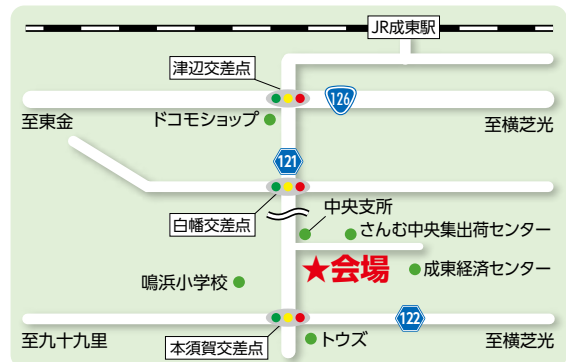 JR成東駅
津辺交差点
126
至東金
ドコモショップ
至横芝光
121
白幡交差点
中央支所
さんむ中央集出荷センター
★会場
成東経済センター
鳴浜小学校
122
至九十九里
本須賀交差点
トウズ
至横芝光